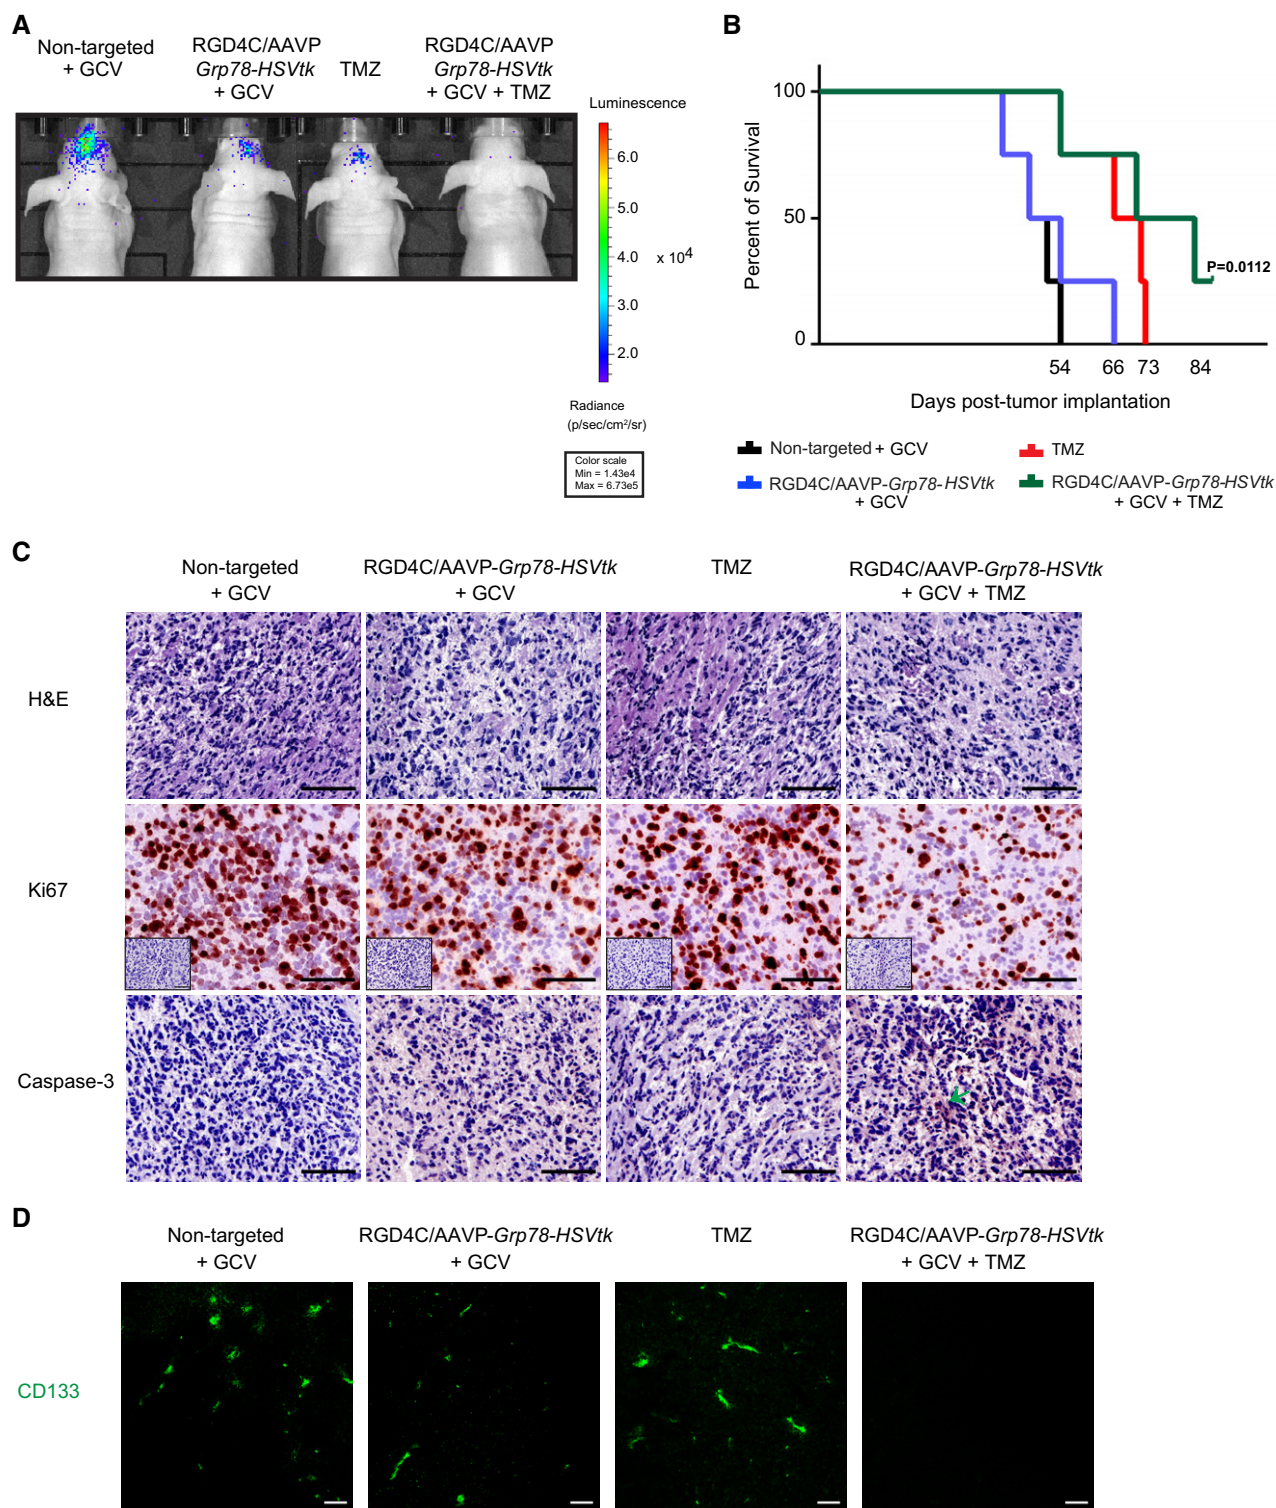 A
Non-targeted
+ GCV
RGD4C/AAVP
Grp78-HSVtk
+ GCV
TMZ
RGD4C/AAVP
Grp78-HSVtk
+ GCV + TMZ
Luminescence
6.0
5.0
4.0
x 10⁴
3.0
2.0
Radiance
(p/sec/cm²/sr)
Color scale
Min = 1.43e4
Max = 6.73e5
B
Percent of Survival
100
50
0
P=0.0112
54 66 73 84
Days post-tumor implantation
Non-targeted + GCV
TMZ
RGD4C/AAVP-Grp78-HSVtk
+ GCV
RGD4C/AAVP-Grp78-HSVtk
+ GCV + TMZ
C
Non-targeted
+ GCV
RGD4C/AAVP-Grp78-HSVtk
+ GCV
TMZ
RGD4C/AAVP-Grp78-HSVtk
+ GCV + TMZ
H&E
Ki67
Caspase-3
D
Non-targeted
+ GCV
RGD4C/AAVP-Grp78-HSVtk
+ GCV
TMZ
RGD4C/AAVP-Grp78-HSVtk
+ GCV + TMZ
CD133